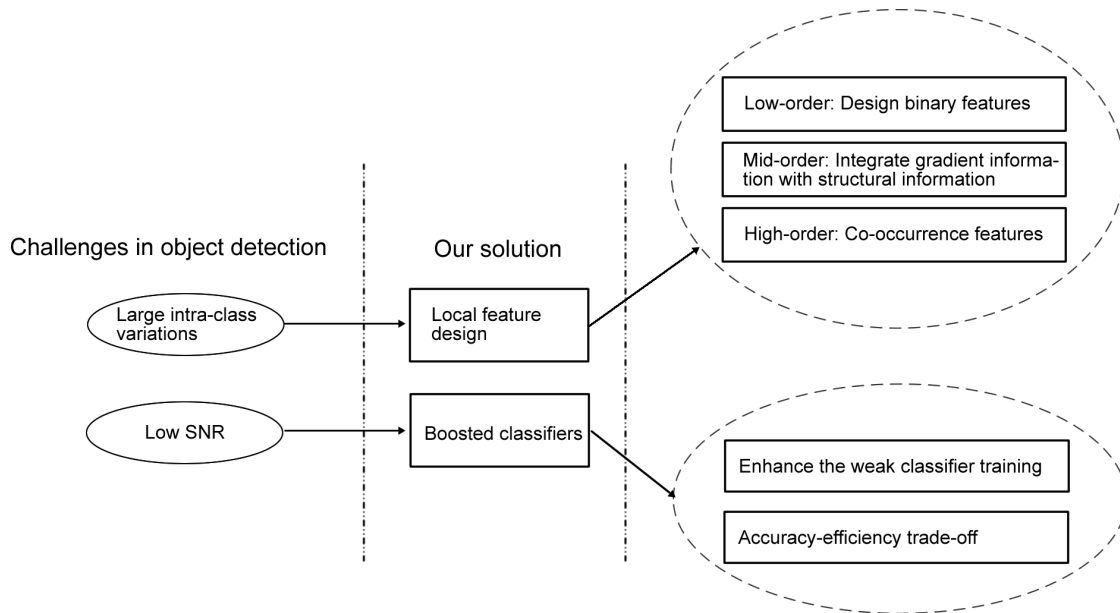 Challenges in object detection
Large intra-class
variations
Low SNR
Our solution
Local feature
design
Boosted classifiers
Low-order: Design binary features
Mid-order: Integrate gradient informa-
tion with structural information
High-order: Co-occurrence features
Enhance the weak classifier training
Accuracy-efficiency trade-off